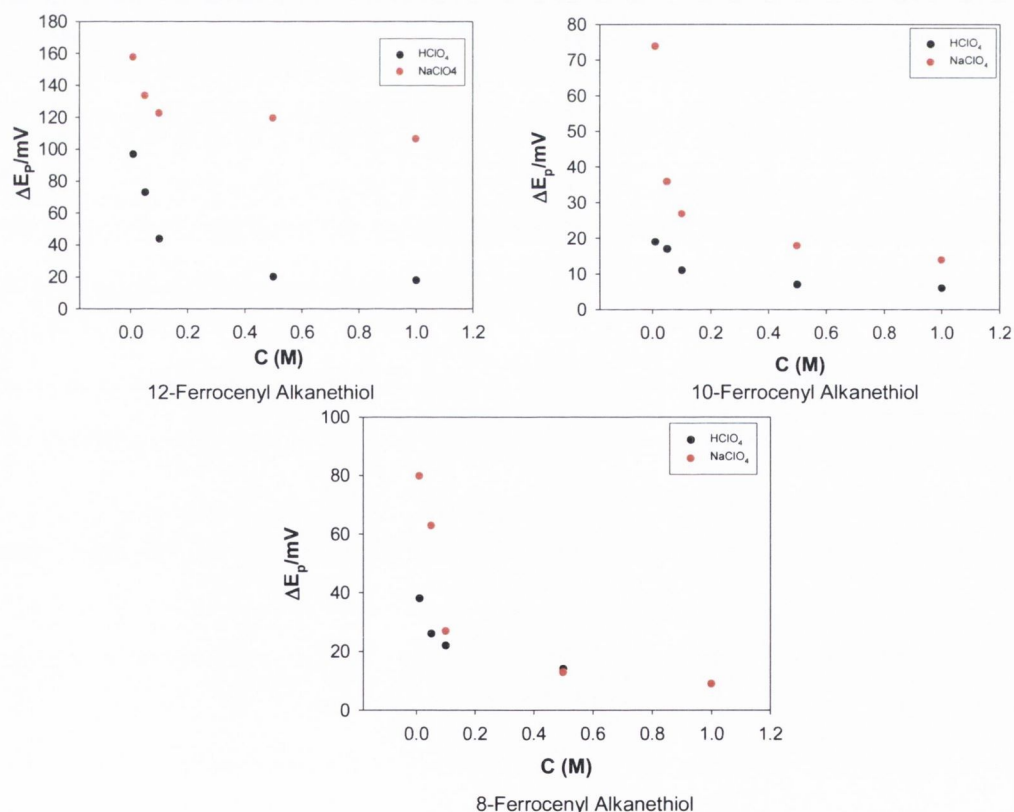 180
160
140
120
100
80
60
40
20
0
ΔEP/mV
HClO4
NaClO4
0.0 0.2 0.4 0.6 0.8 1.0 1.2
C (M)
12-Ferrocenyl Alkanethiol
80
70
60
50
40
30
20
10
0
ΔEP/mV
HClO4
NaClO4
0.0 0.2 0.4 0.6 0.8 1.0 1.2
C (M)
10-Ferrocenyl Alkanethiol
100
80
60
40
20
0
ΔEp/mV
HClO4
NaClO4
0.0 0.2 0.4 0.6 0.8 1.0 1.2
C (M)
8-Ferrocenyl Alkanethiol